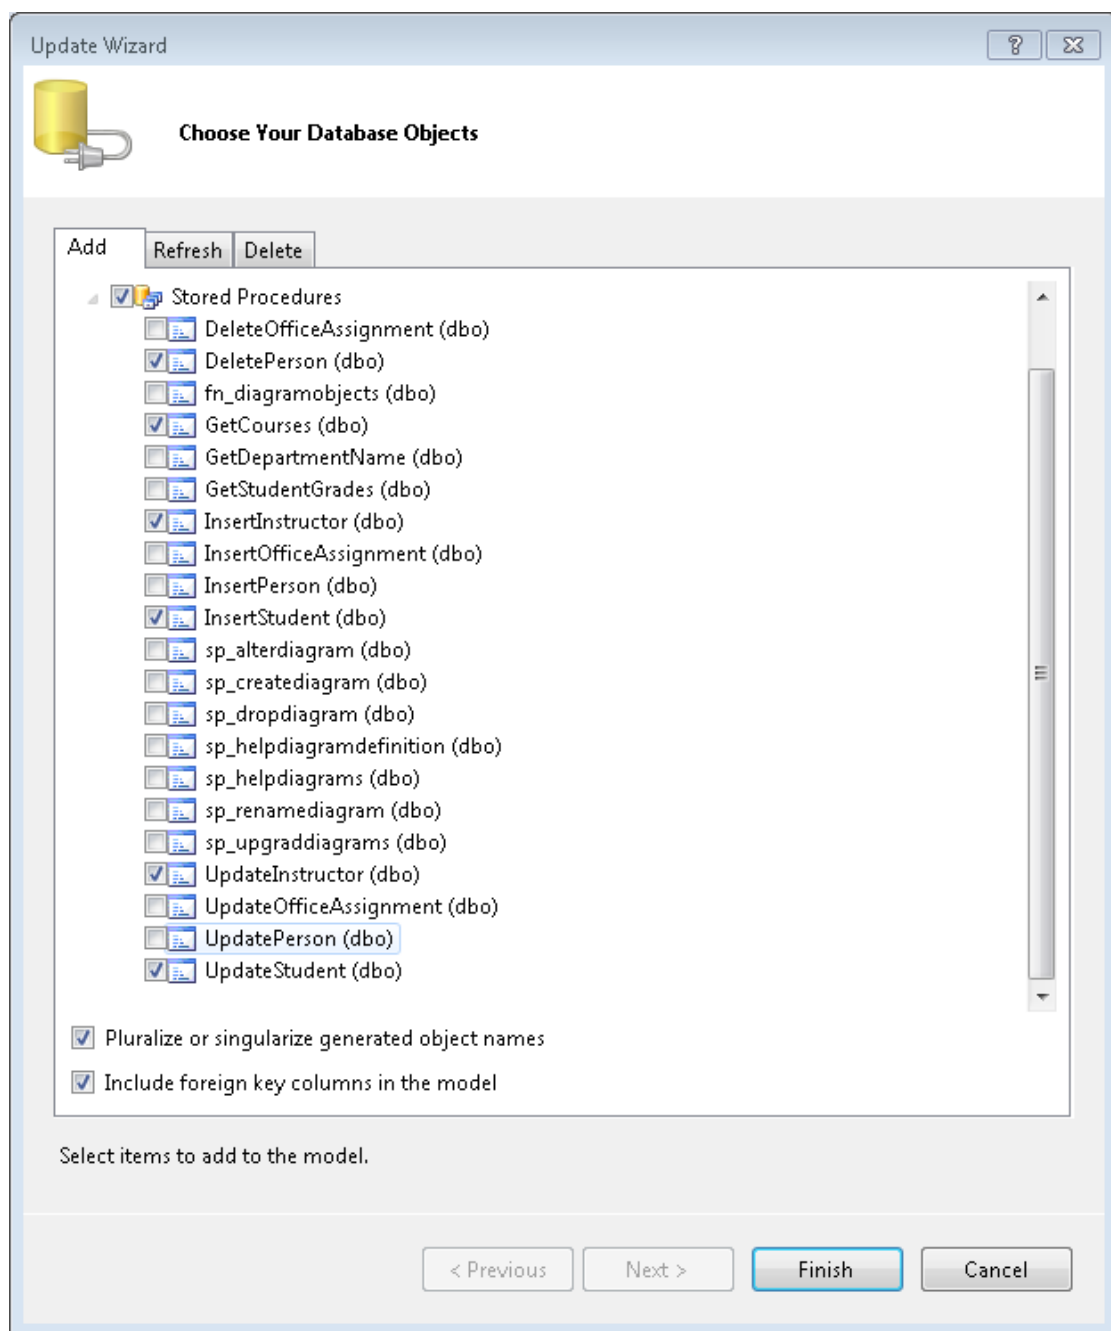 Update Wizard
Choose Your Database Objects
Add Refresh Delete
Stored Procedures
DeleteOfficeAssignment (dbo)
DeletePerson (dbo)
fn_diagramobjects (dbo)
GetCourses (dbo)
GetDepartmentName (dbo)
GetStudentGrades (dbo)
InsertInstructor (dbo)
InsertOfficeAssignment (dbo)
InsertPerson (dbo)
InsertStudent (dbo)
sp_alterdiagram (dbo)
sp_creatediagram (dbo)
sp_dropdiagram (dbo)
sp_helpdiagramdefinition (dbo)
sp_helpdiagrams (dbo)
sp_renamediagram (dbo)
sp_upgraddiagrams (dbo)
UpdateInstructor (dbo)
UpdateOfficeAssignment (dbo)
UpdatePerson (dbo)
UpdateStudent (dbo)
Pluralize or singularize generated object names
Include foreign key columns in the model
Select items to add to the model.
< Previous Next > Finish Cancel